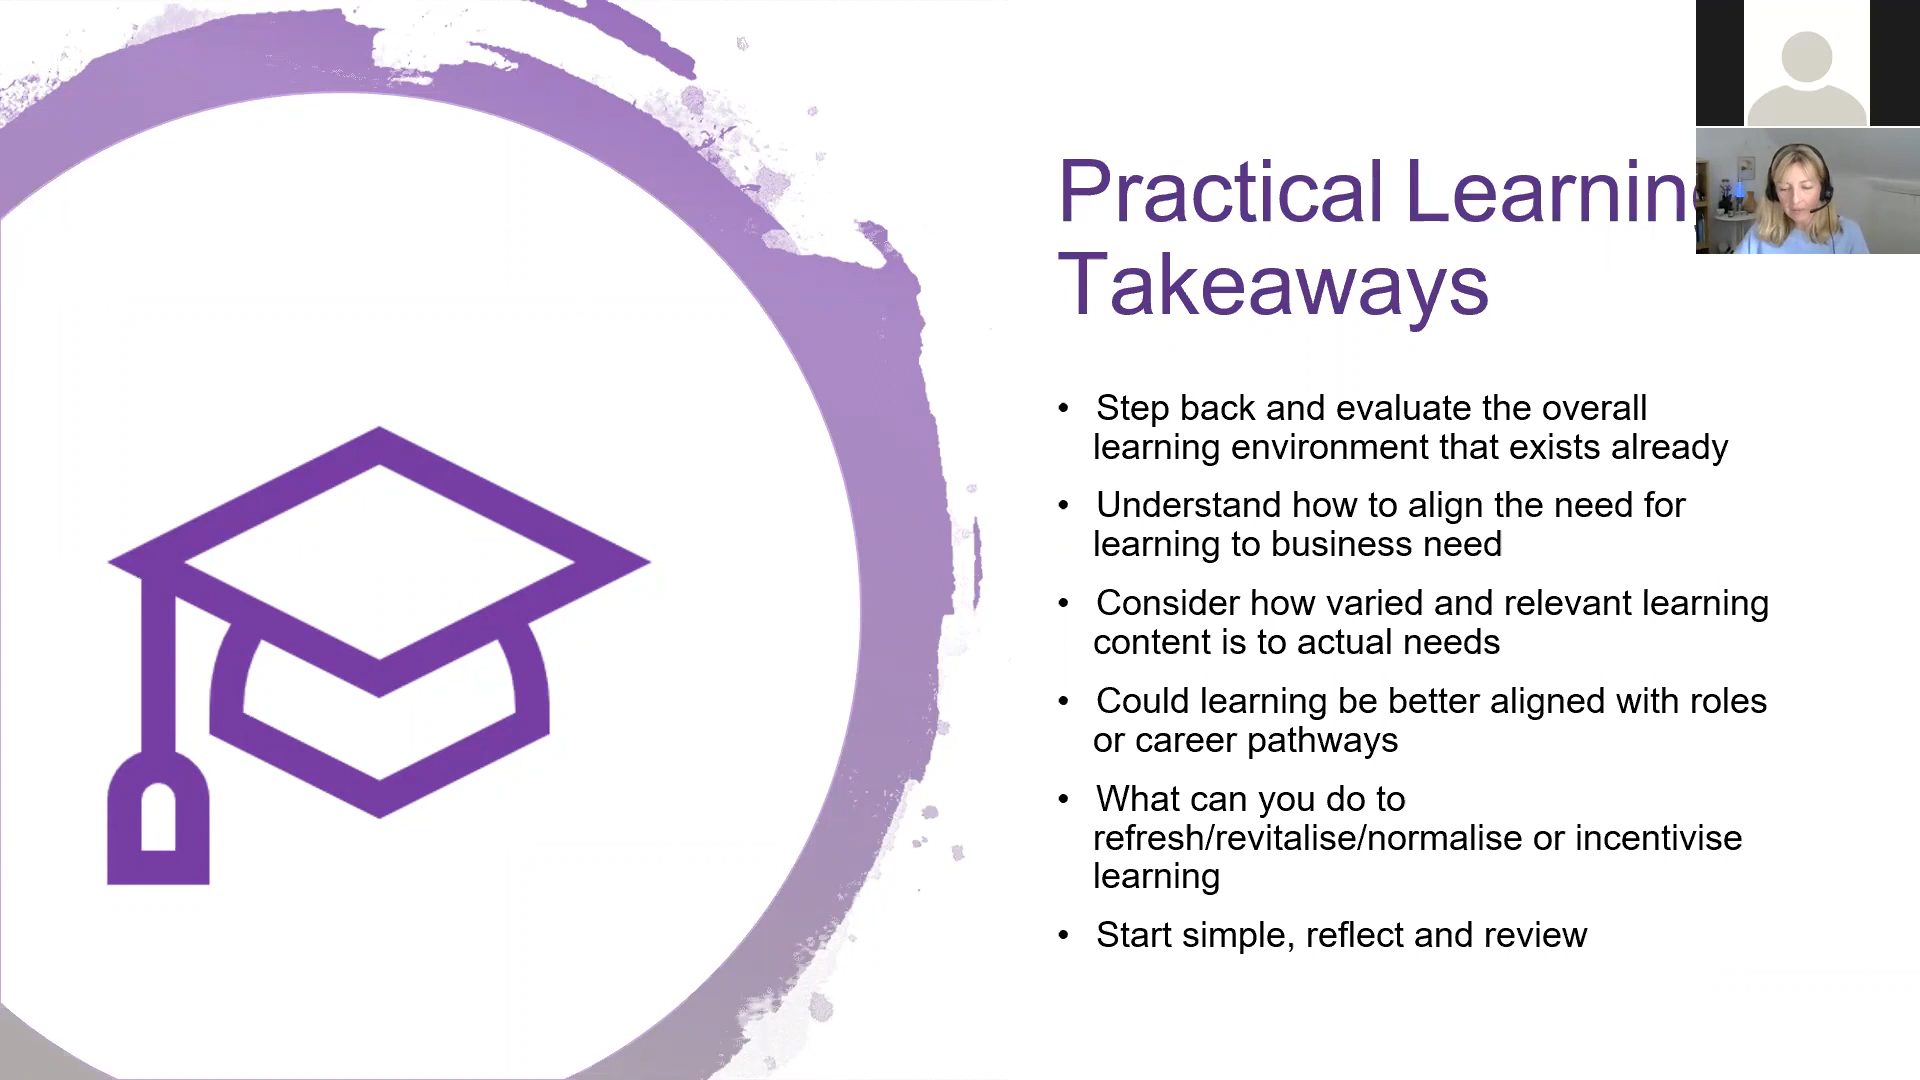 Practical Learning
Takeaways
• Step back and evaluate the overall
learning environment that exists already
• Understand how to align the need for
learning to business need
• Consider how varied and relevant learning
content is to actual needs
• Could learning be better aligned with roles
or career pathways
• What can you do to
refresh/revitalise/normalise or incentivise
learning
• Start simple, reflect and review